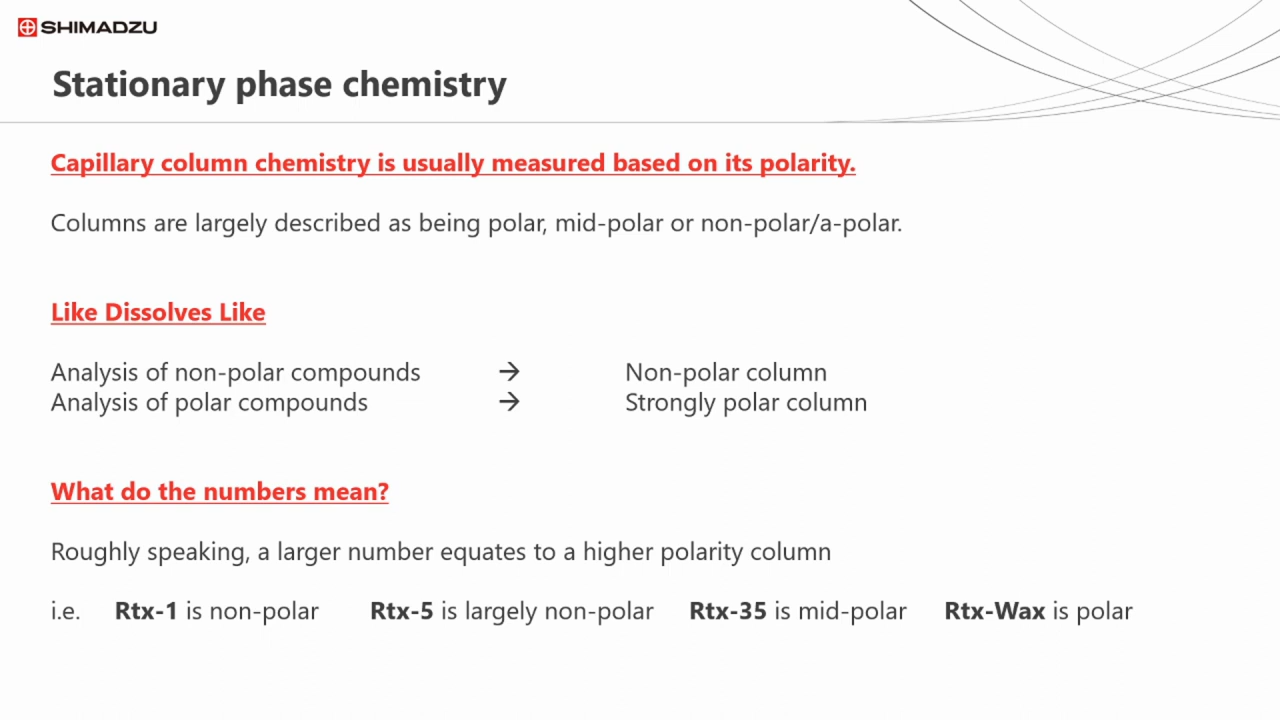 SHIMADZU
Stationary phase chemistry
Capillary column chemistry is usually measured based on its polarity.
Columns are largely described as being polar, mid-polar or non-polar/a-polar.
Like Dissolves Like
Analysis of non-polar compounds → Non-polar column
Analysis of polar compounds → Strongly polar column
What do the numbers mean?
Roughly speaking, a larger number equates to a higher polarity column
i.e. Rtx-1 is non-polar Rtx-5 is largely non-polar Rtx-35 is mid-polar Rtx-Wax is polar